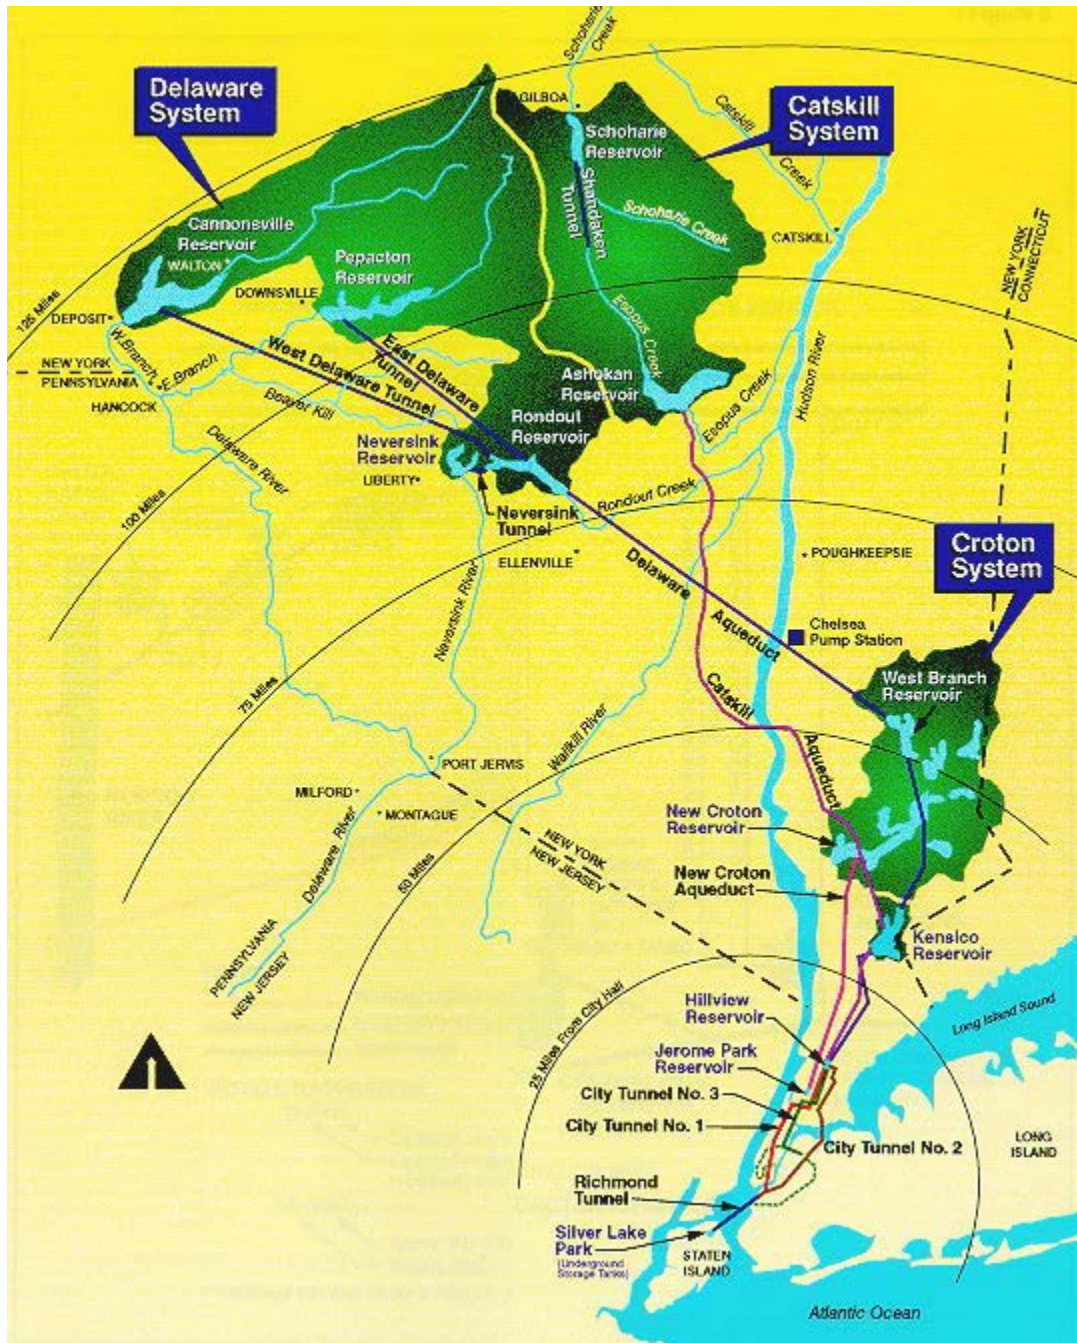 Schoharie
Creek
Delaware
System
GILBOA
Catskill
Creek
Catskill
System
Schoharie
Reservoir
Shandaken
Tunnel
Schoharie Creek
CATSKILL
NEW YORK
CONNECTICUT
Cannonsville
Reservoir
WALTON
Pepacton
Reservoir
DOWNSVILLE
125 Miles
DEPOSIT
W. Branch
E. Branch
NEW YORK
PENNSYLVANIA
HANCOCK
West Delaware Tunnel
East Delaware
Tunnel
Beaver Kill
Esopus
Creek
Ashokan
Reservoir
Rondout
Reservoir
Esopus Creek
Hudson River
Neversink
Reservoir
LIBERTY
Delaware River
100 Miles
Neversink
Tunnel
Rondout Creek
ELLENVILLE
POUGHKEEPSIE
Croton
System
Delaware
Aqueduct
Chelsea
Pump Station
Neversink River
75 Miles
West Branch
Reservoir
Catskill
Aqueduct
Wallkill River
PORT JERVIS
MILFORD
MONTAGUE
Delaware River
50 Miles
NEW YORK
NEW JERSEY
New Croton
Reservoir
New Croton
Aqueduct
Kensico
Reservoir
PENNSYLVANIA
NEW JERSEY
25 Miles From City Hall
Hillview
Reservoir
Long Island Sound
Jerome Park
Reservoir
City Tunnel No. 3
City Tunnel No. 1
City Tunnel No. 2
LONG
ISLAND
Richmond
Tunnel
Silver Lake
Park
(Underground
Storage Tanks)
STATEN
ISLAND
Atlantic Ocean